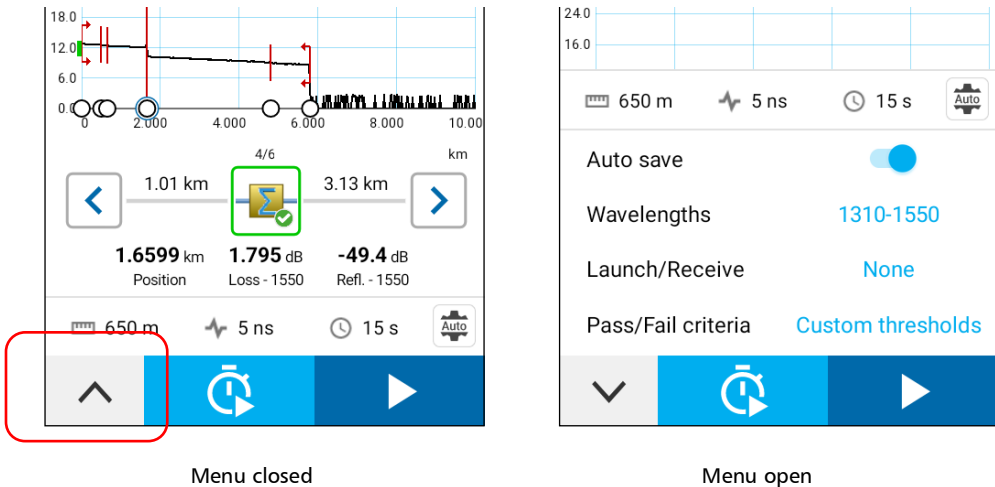 18.0
12.0
6.0
0.0
0 2.000 4.000 6.000 8.000 10.00
4/6 km
1.01 km 3.13 km
1.6599 km 1.795 dB -49.4 dB
Position Loss - 1550 Refl. - 1550
650 m 5 ns 15 s Auto
Menu closed
24.0
16.0
650 m 5 ns 15 s Auto
Auto save
Wavelengths 1310-1550
Launch/Receive None
Pass/Fail criteria Custom thresholds
Menu open